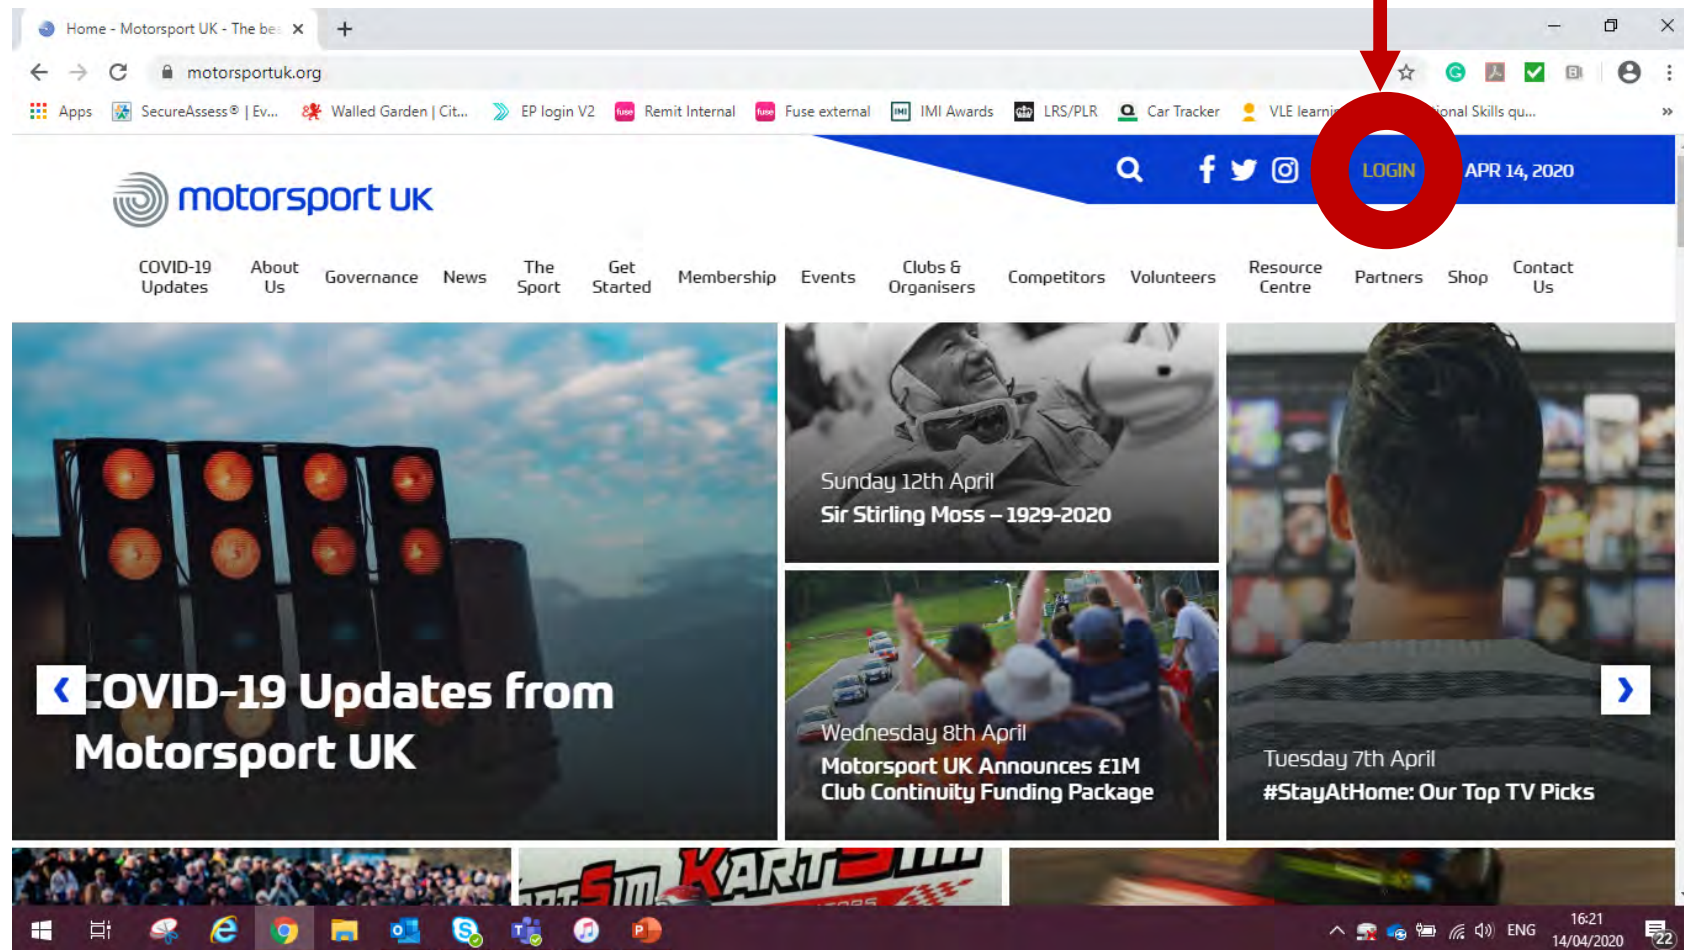 Home - Motorsport UK - The be
motorsportuk.org
Apps SecureAssess® | Ev... Walled Garden | Cit... EP login V2 fuse Remit Internal fuse Fuse external IMI IMI Awards LRS/PLR Car Tracker VLE learni onal Skills qu... »
motorsport uk
f LOGIN APR 14, 2020
COVID-19 Updates
About Us
Governance
News
The Sport
Get Started
Membership
Events
Clubs & Organisers
Competitors
Volunteers
Resource Centre
Partners
Shop
Contact Us
COVID-19 Updates from
Motorsport UK
Sunday 12th April
Sir Stirling Moss – 1929-2020
Wednesday 8th April
Motorsport UK Announces £1M
Club Continuity Funding Package
Tuesday 7th April
#StayAtHome: Our Top TV Picks
KARTSIM
ENG
16:21
14/04/2020
22